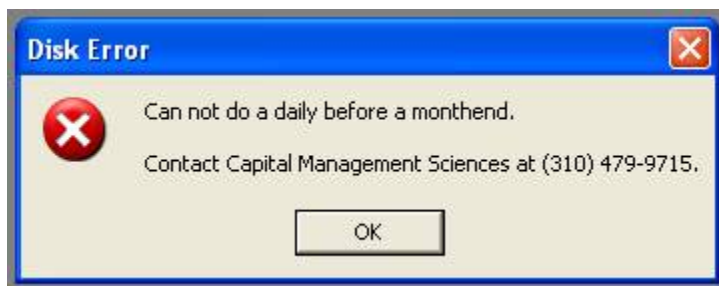 Disk Error
Can not do a daily before a monthend.
Contact Capital Management Sciences at (310) 479-9715.
OK